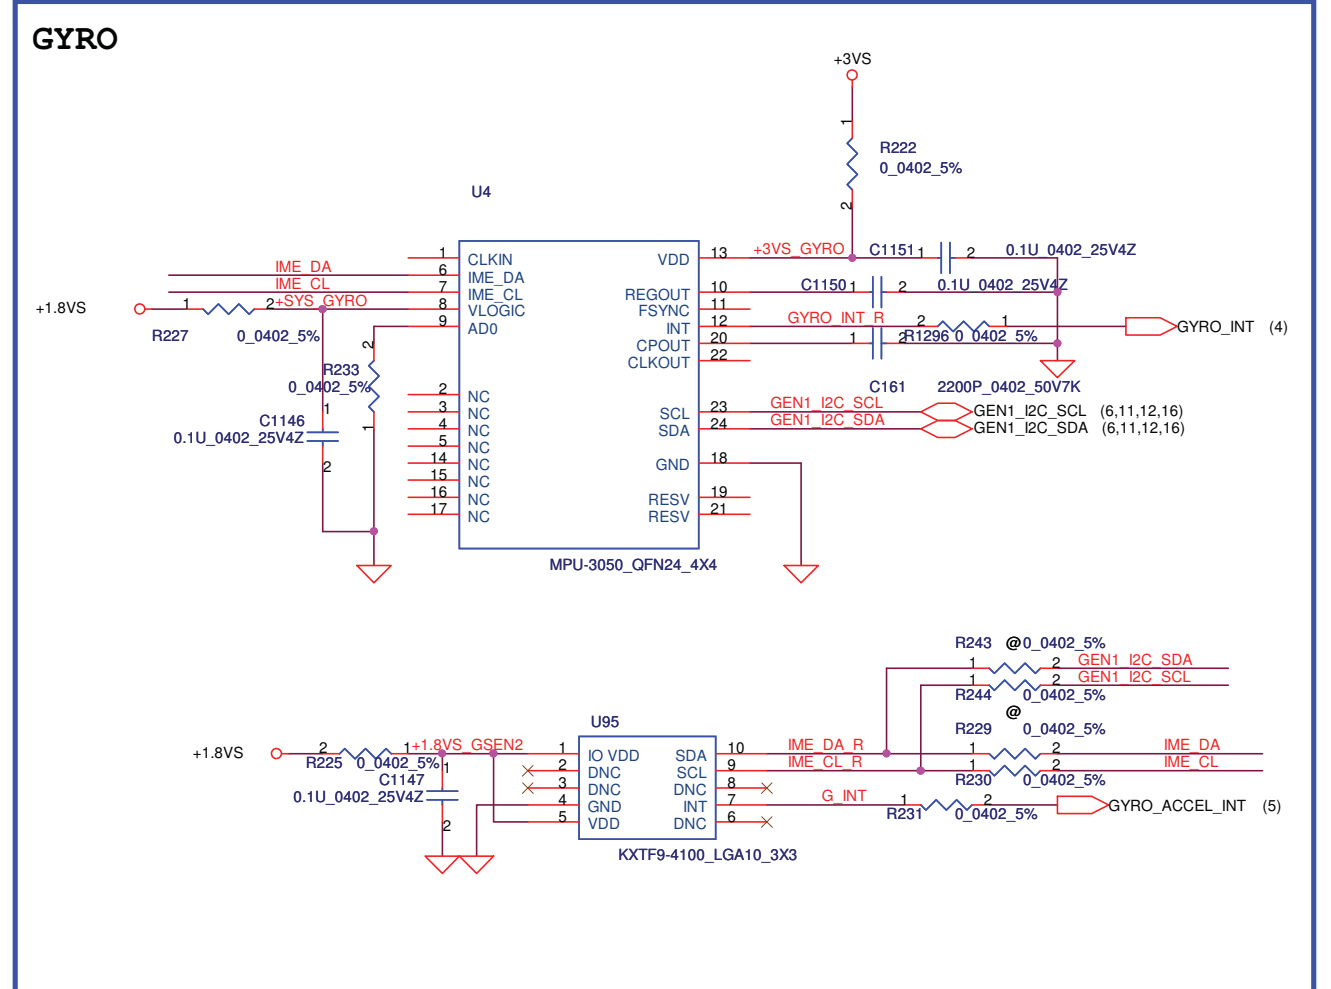 GYRO
+3VS
1
R222
0_0402_5%
2
U4
+3VS_GYRO
C1151 1 2 0.1U_0402_25V4Z
1 CLKIN
VDD 13
IME_DA 6 IME_DA
IME_CL 7 IME_CL
REGOUT 10
C1150 1 2 0.1U_0402_25V4Z
+1.8VS 1 2 +SYS_GYRO 8 VLOGIC
FSYNC 11
R227 0_0402_5%
9 AD0
INT 12 GYRO_INT_R 2 1 GYRO_INT (4)
R1296 0_0402_5%
CPOUT 20 1 2
CLKOUT 22
2
R233
0_0402_5%
1
C161 2200P_0402_50V7K
2 NC
3 NC
4 NC
5 NC
14 NC
15 NC
16 NC
17 NC
SCL 23 GEN1_I2C_SCL GEN1_I2C_SCL (6,11,12,16)
SDA 24 GEN1_I2C_SDA GEN1_I2C_SDA (6,11,12,16)
1
C1146
0.1U_0402_25V4Z
2
GND 18
RESV 19
RESV 21
MPU-3050_QFN24_4X4
R243 @ 0_0402_5%
1 2 GEN1_I2C_SDA
1 2 GEN1_I2C_SCL
R244 0_0402_5%
@
R229 0_0402_5%
U95
+1.8VS 2 1 +1.8VS_GSEN2 1 IO VDD
SDA 10 IME_DA_R 1 2 IME_DA
R225 0_0402_5%
2 DNC
SCL 9 IME_CL_R 1 2 IME_CL
R230 0_0402_5%
1
C1147
0.1U_0402_25V4Z
2
3 DNC
DNC 8
4 GND
INT 7 G_INT 1 2 GYRO_ACCEL_INT (5)
R231 0_0402_5%
5 VDD
DNC 6
KXTF9-4100_LGA10_3X3